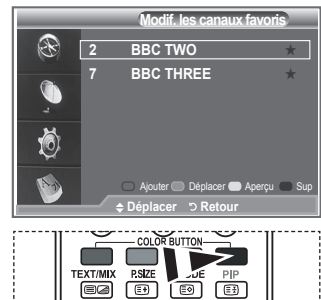 Modif. les canaux favoris
2 BBC TWO ★
7 BBC THREE ★
Ajouter Déplacer Aperçu Sup
Déplacer Retour
COLOR BUTTON
TEXT/MIX P.SIZE DE PIP